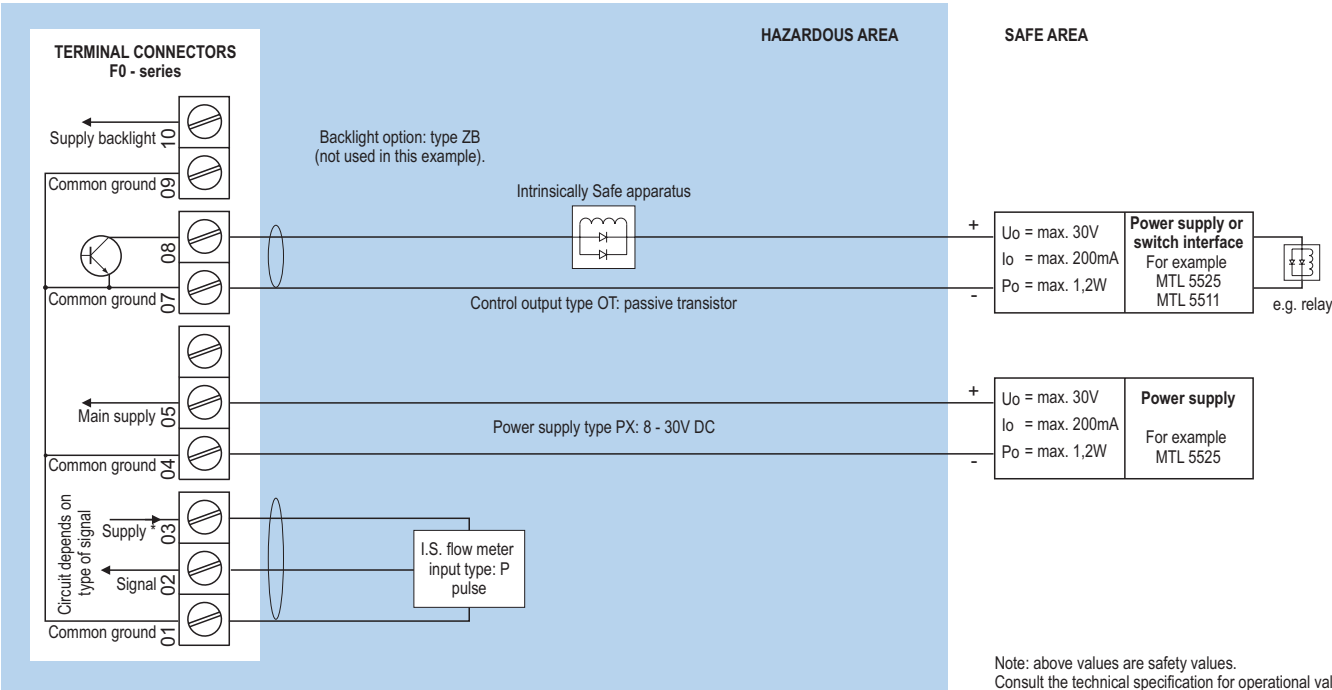 HAZARDOUS AREA
SAFE AREA
TERMINAL CONNECTORS
F0 - series
Supply backlight
10
Common ground
09
08
Common ground
07
Main supply
05
Common ground
04
Circuit depends on
type of signal
Supply *
03
Signal
02
Common ground
01
Backlight option: type ZB
(not used in this example).
Intrinsically Safe apparatus
Control output type OT: passive transistor
+
-
Uo = max. 30V
Io = max. 200mA
Po = max. 1,2W
Power supply or
switch interface
For example
MTL 5525
MTL 5511
e.g. relay
Power supply type PX: 8 - 30V DC
+
-
Uo = max. 30V
Io = max. 200mA
Po = max. 1,2W
Power supply
For example
MTL 5525
I.S. flow meter
input type: P
pulse
Note: above values are safety values.
Consult the technical specification for operational val